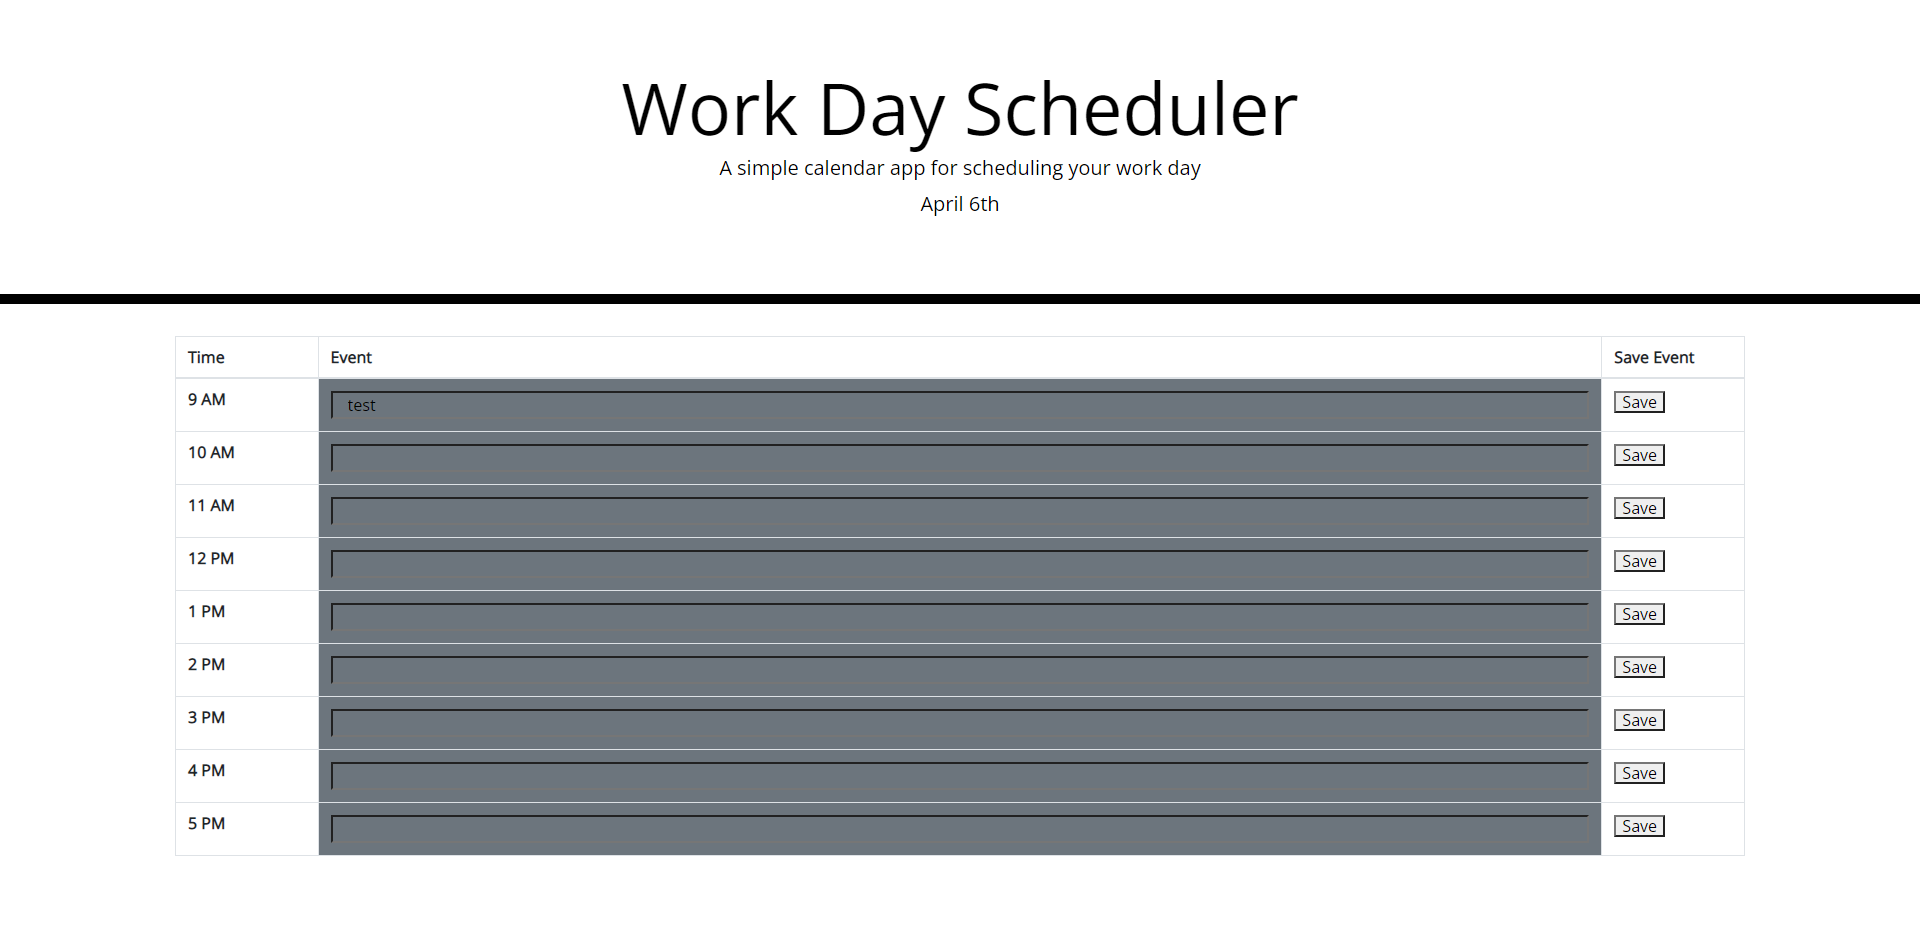 Work Day Scheduler
A simple calendar app for scheduling your work day
April 6th
Time Event Save Event
9 AM test Save
10 AM Save
11 AM Save
12 PM Save
1 PM Save
2 PM Save
3 PM Save
4 PM Save
5 PM Save